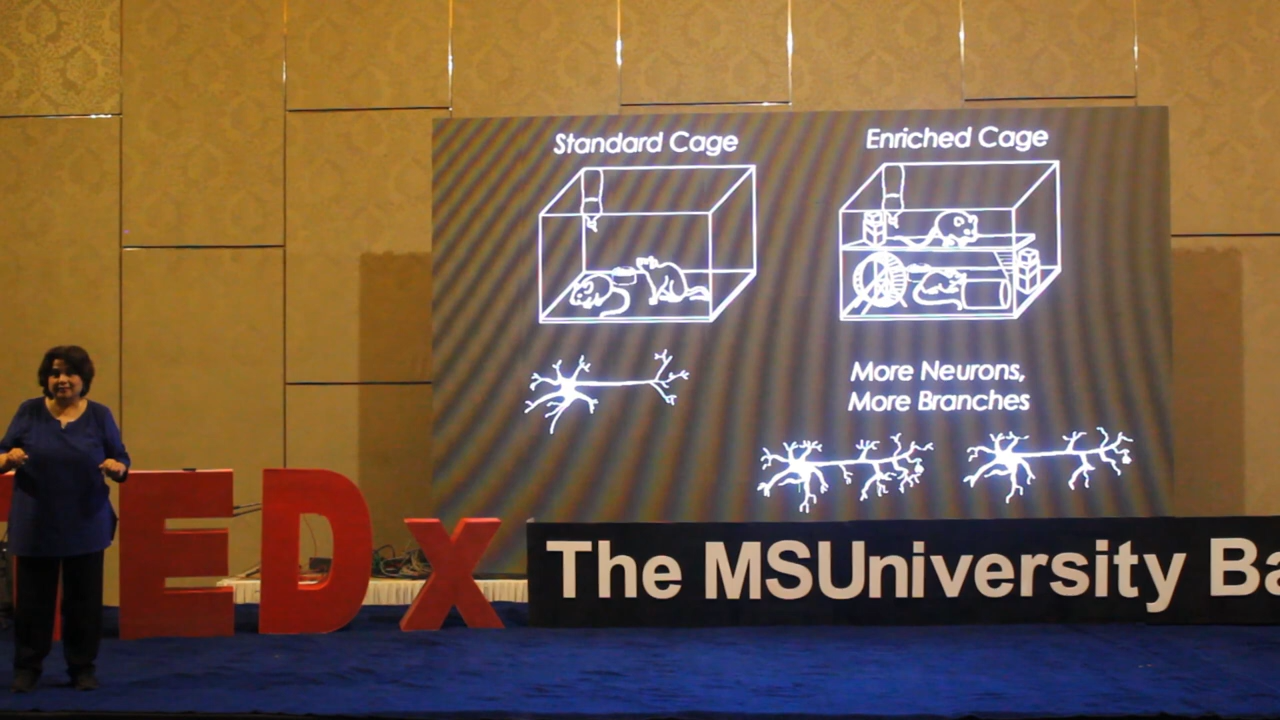 Standard Cage
Enriched Cage
More Neurons,
More Branches
TEDx
The MSUniversity Ba